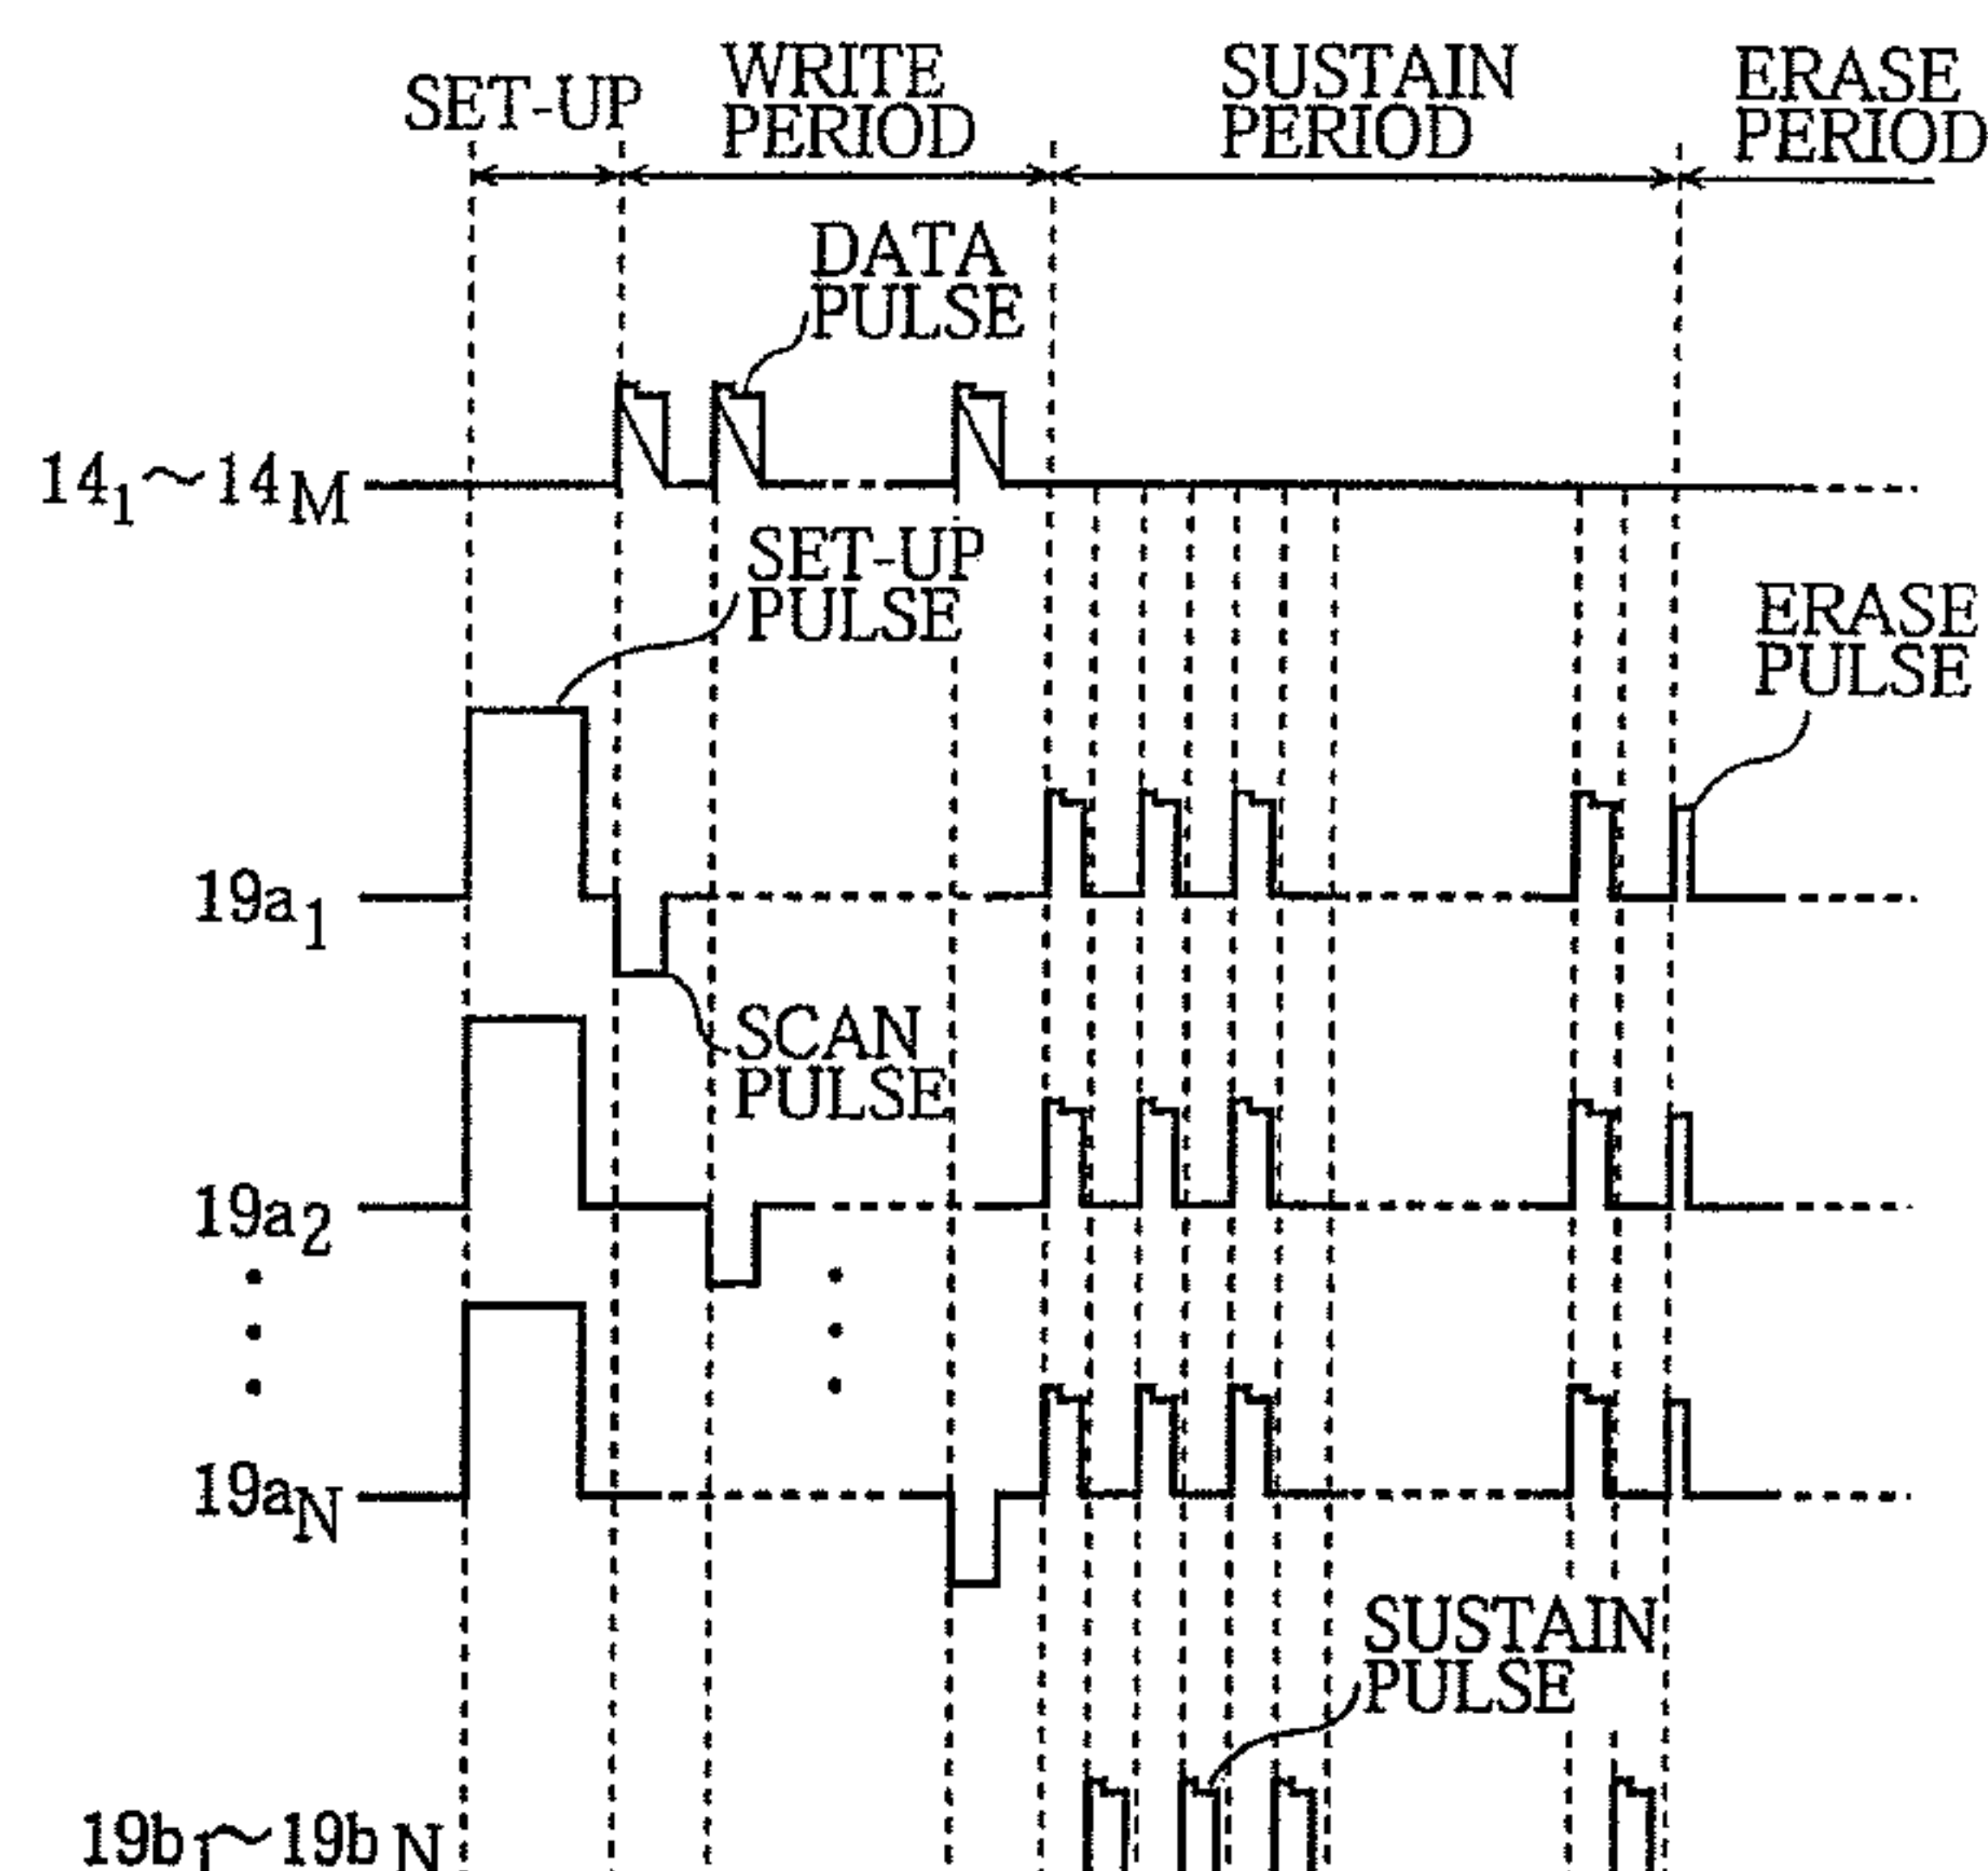 SET-UP
WRITE
PERIOD
SUSTAIN
PERIOD
ERASE
PERIOD
DATA
PULSE
14₁～14M
SET-UP
PULSE
ERASE
PULSE
19a₁
SCAN
PULSE
19a₂
19aN
SUSTAIN
PULSE
19b₁～19bN